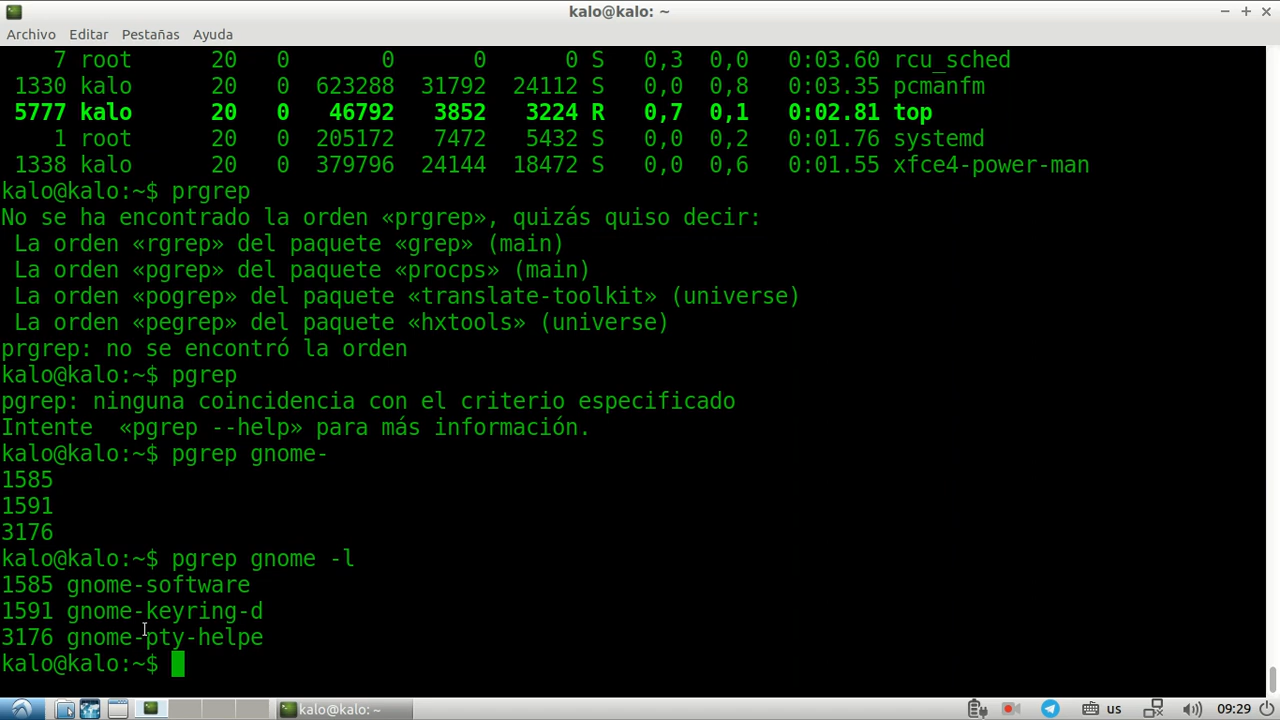 kalo@kalo: ~
Archivo Editar Pestañas Ayuda
7 root 20 0 0 0 0 S 0,3 0,0 0:03.60 rcu_sched
1330 kalo 20 0 623288 31792 24112 S 0,0 0,8 0:03.35 pcmanfm
5777 kalo 20 0 46792 3852 3224 R 0,7 0,1 0:02.81 top
1 root 20 0 205172 7472 5432 S 0,0 0,2 0:01.76 systemd
1338 kalo 20 0 379796 24144 18472 S 0,0 0,6 0:01.55 xfce4-power-man
kalo@kalo:~$ prgrep
No se ha encontrado la orden «prgrep», quizás quiso decir:
La orden «rgrep» del paquete «grep» (main)
La orden «pgrep» del paquete «procps» (main)
La orden «pogrep» del paquete «translate-toolkit» (universe)
La orden «pegrep» del paquete «hxtools» (universe)
prgrep: no se encontró la orden
kalo@kalo:~$ pgrep
pgrep: ninguna coincidencia con el criterio especificado
Intente  «pgrep --help» para más información.
kalo@kalo:~$ pgrep gnome-
1585
1591
3176
kalo@kalo:~$ pgrep gnome -l
1585 gnome-software
1591 gnome-keyring-d
3176 gnome-pty-helpe
kalo@kalo:~$
kalo@kalo: ~ us 09:29